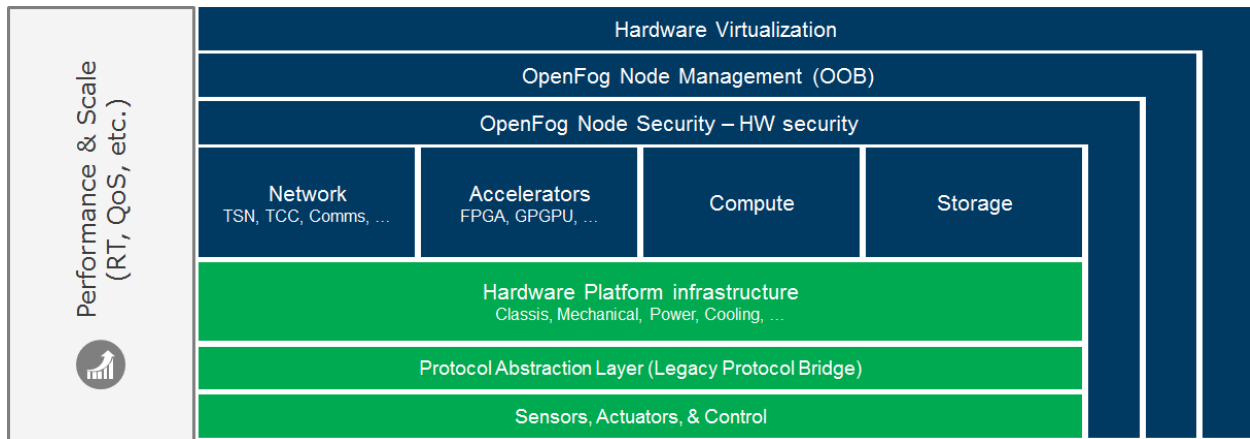 Performance & Scale
(RT, QoS, etc.)
Hardware Virtualization
OpenFog Node Management (OOB)
OpenFog Node Security – HW security
Network
TSN, TCC, Comms, ...
Accelerators
FPGA, GPGPU, ...
Compute
Storage
Hardware Platform infrastructure
Classis, Mechanical, Power, Cooling, ...
Protocol Abstraction Layer (Legacy Protocol Bridge)
Sensors, Actuators, & Control